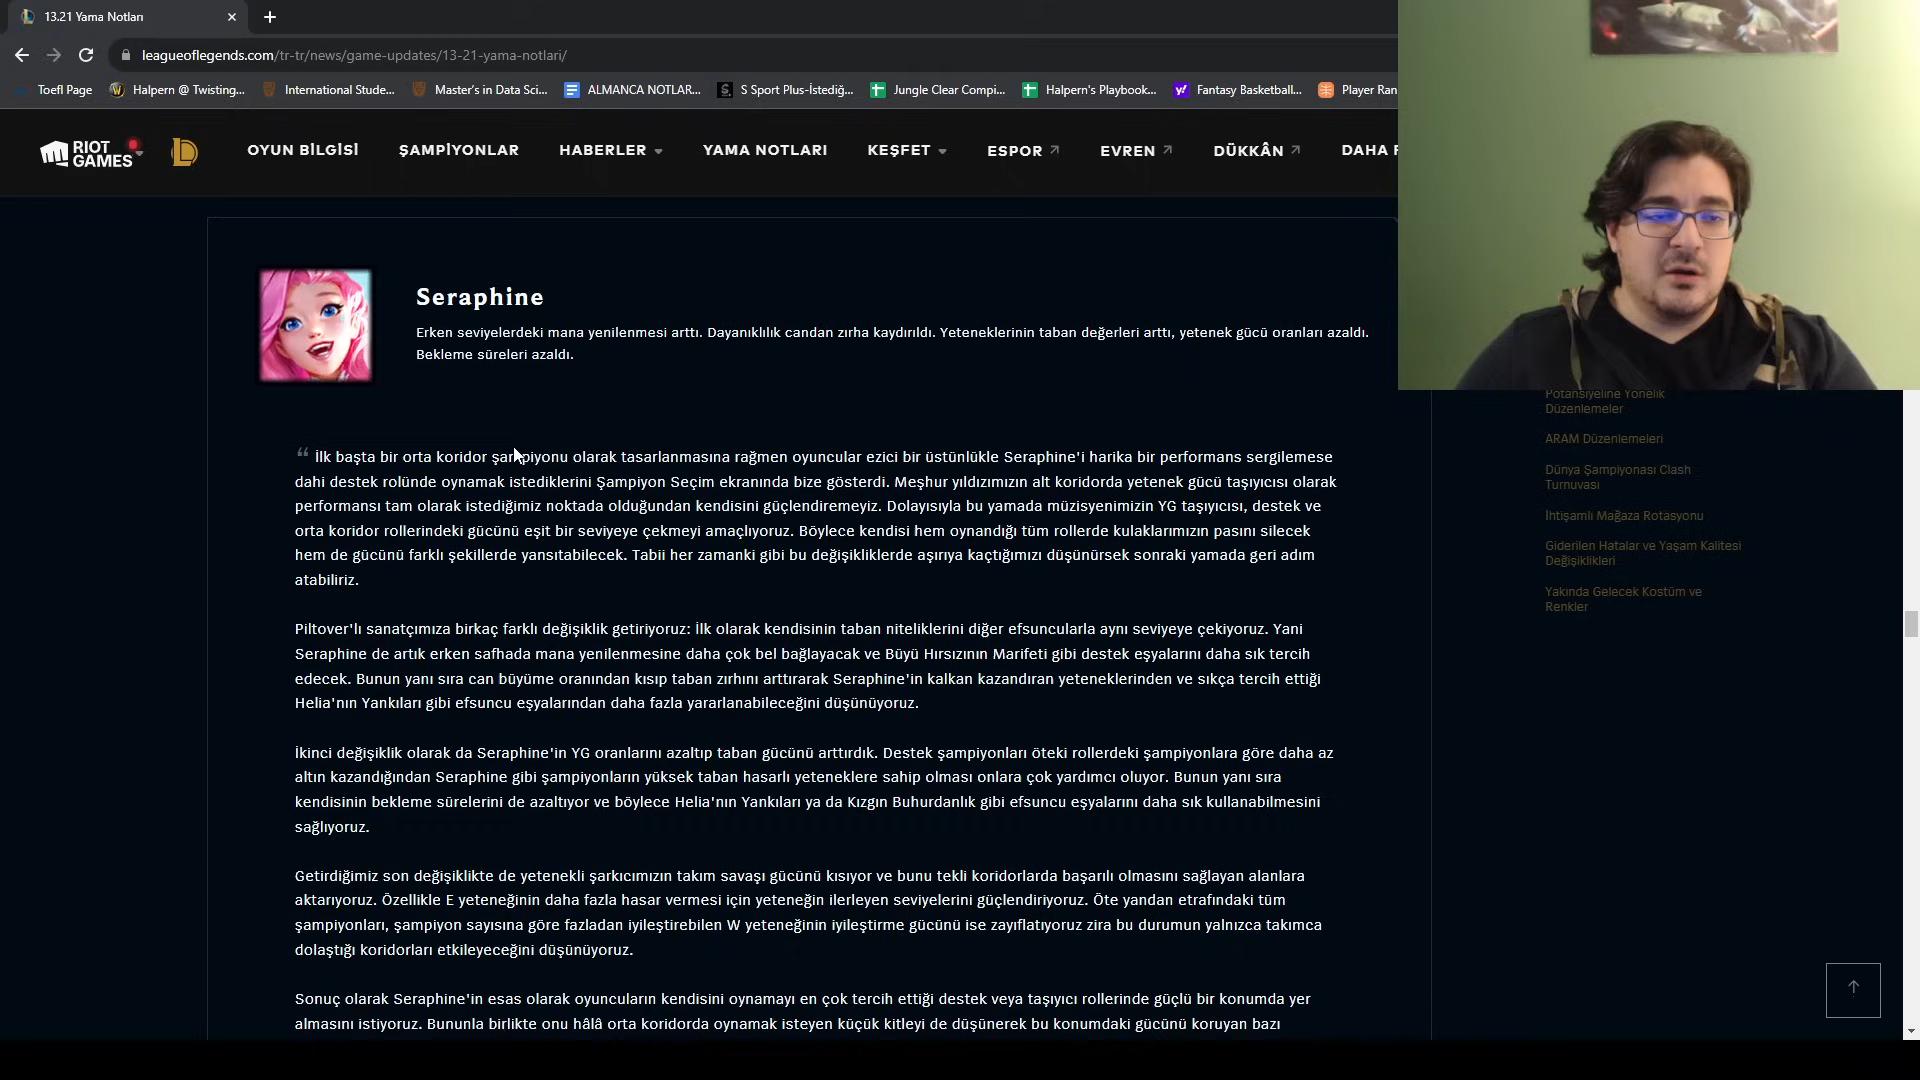 13.21 Yama Notları
leagueoflegends.com/tr-tr/news/game-updates/13-21-yama-notlari/
Toefl Page
Halpern @ Twisting...
International Stude...
Master's in Data Sci...
ALMANCA NOTLAR...
S Sport Plus-İstediğ...
Jungle Clear Compi...
Halpern's Playbook...
Fantasy Basketball...
Player Ran
RIOT GAMES
OYUN BİLGİSİ
ŞAMPİYONLAR
HABERLER
YAMA NOTLARI
KEŞFET
ESPOR
EVREN
DÜKKÂN
DAHA F
Seraphine
Erken seviyelerdeki mana yenilenmesi arttı. Dayanıklılık candan zırha kaydırıldı. Yeteneklerinin taban değerleri arttı, yetenek gücü oranları azaldı.
Bekleme süreleri azaldı.
“ İlk başta bir orta koridor şampiyonu olarak tasarlanmasına rağmen oyuncular ezici bir üstünlükle Seraphine'i harika bir performans sergilemese
dahi destek rolünde oynamak istediklerini Şampiyon Seçim ekranında bize gösterdi. Meşhur yıldızımızın alt koridorda yetenek gücü taşıyıcısı olarak
performansı tam olarak istediğimiz noktada olduğundan kendisini güçlendiremeyiz. Dolayısıyla bu yamada müzisyenimizin YG taşıyıcısı, destek ve
orta koridor rollerindeki gücünü eşit bir seviyeye çekmeyi amaçlıyoruz. Böylece kendisi hem oynandığı tüm rollerde kulaklarımızın pasını silecek
hem de gücünü farklı şekillerde yansıtabilecek. Tabii her zamanki gibi bu değişikliklerde aşırıya kaçtığımızı düşünürsek sonraki yamada geri adım
atabiliriz.
Piltover'lı sanatçımıza birkaç farklı değişiklik getiriyoruz: İlk olarak kendisinin taban niteliklerini diğer efsuncularla aynı seviyeye çekiyoruz. Yani
Seraphine de artık erken safhada mana yenilenmesine daha çok bel bağlayacak ve Büyü Hırsızının Marifeti gibi destek eşyalarını daha sık tercih
edecek. Bunun yanı sıra can büyüme oranından kısıp taban zırhını arttırarak Seraphine'in kalkan kazandıran yeteneklerinden ve sıkça tercih ettiği
Helia'nın Yankıları gibi efsuncu eşyalarından daha fazla yararlanabileceğini düşünüyoruz.
İkinci değişiklik olarak da Seraphine'in YG oranlarını azaltıp taban gücünü arttırdık. Destek şampiyonları öteki rollerdeki şampiyonlara göre daha az
altın kazandığından Seraphine gibi şampiyonların yüksek taban hasarlı yeteneklere sahip olması onlara çok yardımcı oluyor. Bunun yanı sıra
kendisinin bekleme sürelerini de azaltıyor ve böylece Helia'nın Yankıları ya da Kızgın Buhurdanlık gibi efsuncu eşyalarını daha sık kullanabilmesini
sağlıyoruz.
Getirdiğimiz son değişiklikte de yetenekli şarkıcımızın takım savaşı gücünü kısıyor ve bunu tekli koridorlarda başarılı olmasını sağlayan alanlara
aktarıyoruz. Özellikle E yeteneğinin daha fazla hasar vermesi için yeteneğin ilerleyen seviyelerini güçlendiriyoruz. Öte yandan etrafındaki tüm
şampiyonları, şampiyon sayısına göre fazladan iyileştirebilen W yeteneğinin iyileştirme gücünü ise zayıflatıyoruz zira bu durumun yalnızca takımca
dolaştığı koridorları etkileyeceğini düşünüyoruz.
Sonuç olarak Seraphine'in esas olarak oyuncuların kendisini oynamayı en çok tercih ettiği destek veya taşıyıcı rollerinde güçlü bir konumda yer
almasını istiyoruz. Bununla birlikte onu hâlâ orta koridorda oynamak isteyen küçük kitleyi de düşünerek bu konumdaki gücünü koruyan bazı
Potansiyeline Yönelik
Düzenlemeler
ARAM Düzenlemeleri
Dünya Şampiyonası Clash
Turnuvası
İhtişamlı Mağaza Rotasyonu
Giderilen Hatalar ve Yaşam Kalitesi
Değişiklikleri
Yakında Gelecek Kostüm ve
Renkler